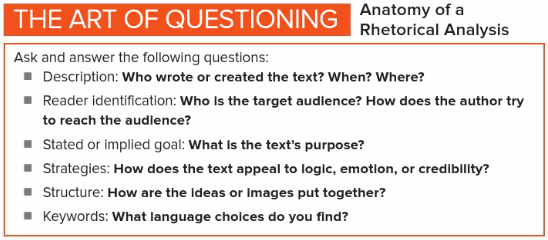 THE ART OF QUESTIONING
Anatomy of a
Rhetorical Analysis
Ask and answer the following questions:
Description: Who wrote or created the text? When? Where?
Reader identification: Who is the target audience? How does the author try
to reach the audience?
Stated or implied goal: What is the text's purpose?
Strategies: How does the text appeal to logic, emotion, or credibility?
Structure: How are the ideas or images put together?
Keywords: What language choices do you find?